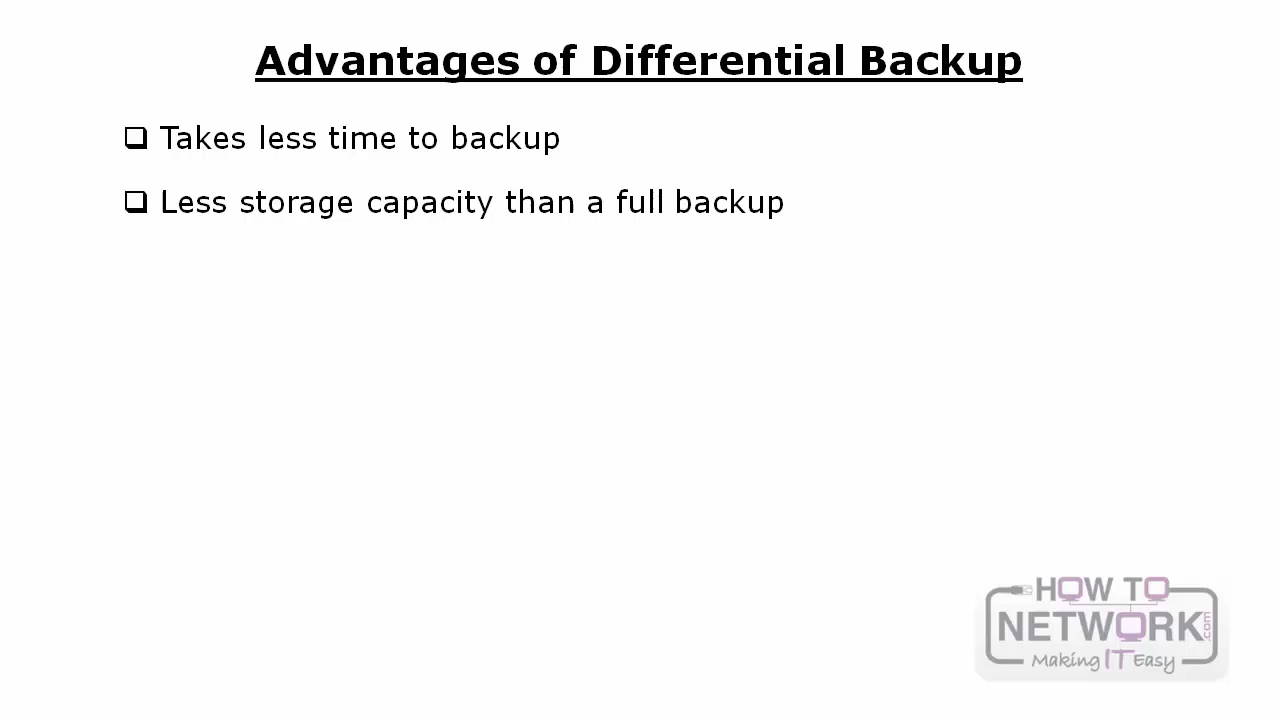 Advantages of Differential Backup
❑ Takes less time to backup
❑ Less storage capacity than a full backup
HOW TO
NETWORK.com
Making IT Easy